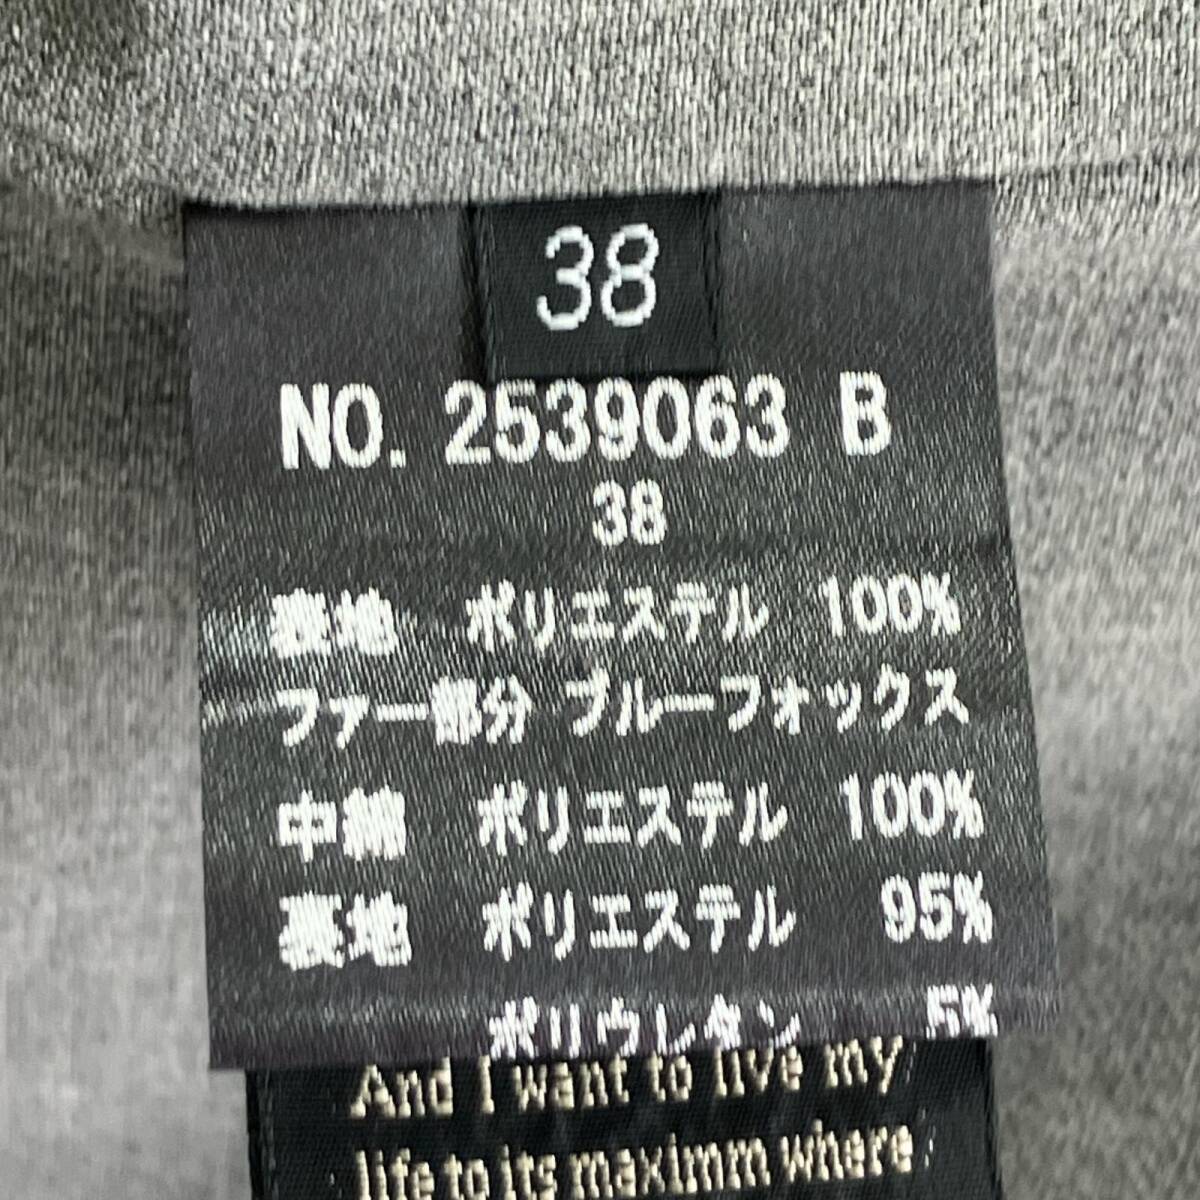 38
NO. 2539063 B
38
表地 ポリエステル 100%
ファー部分 ブルーフォックス
中綿 ポリエステル 100%
裏地 ポリエステル 95%
ポリウレタン 5%
And I want to live my
life to its maximm where